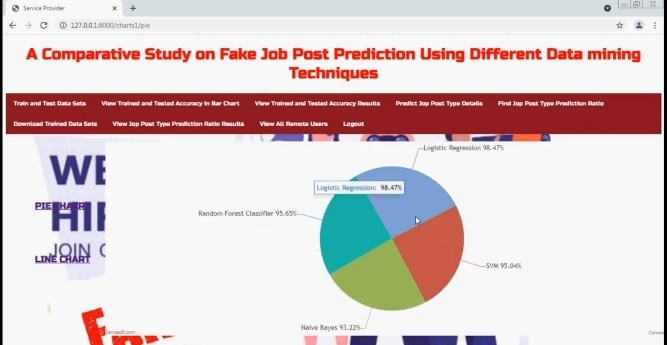 Service Provider
127.0.0.1:8000/charts1/pie
A Comparative Study on Fake Job Post Prediction Using Different Data mining
Techniques
Train and Test Data Sets View Trained and Tested Accuracy in Bar Chart View Trained and Tested Accuracy Results Predict Jop Post Type Details Find Jop Post Type Prediction Ratio
Download Trained Data Sets View Jop Post Type Prediction Ratio Results View All Remote Users Logout
WE
Logistic Regression 98.47%
Logistic Regression: 98.47%
PIE CHART
HI
Random Forest Classifier 95.65%
JOIN
LINE CHART
SVM 95.04%
Naive Bayes 93.22%
CanvasJS.com
Canvas